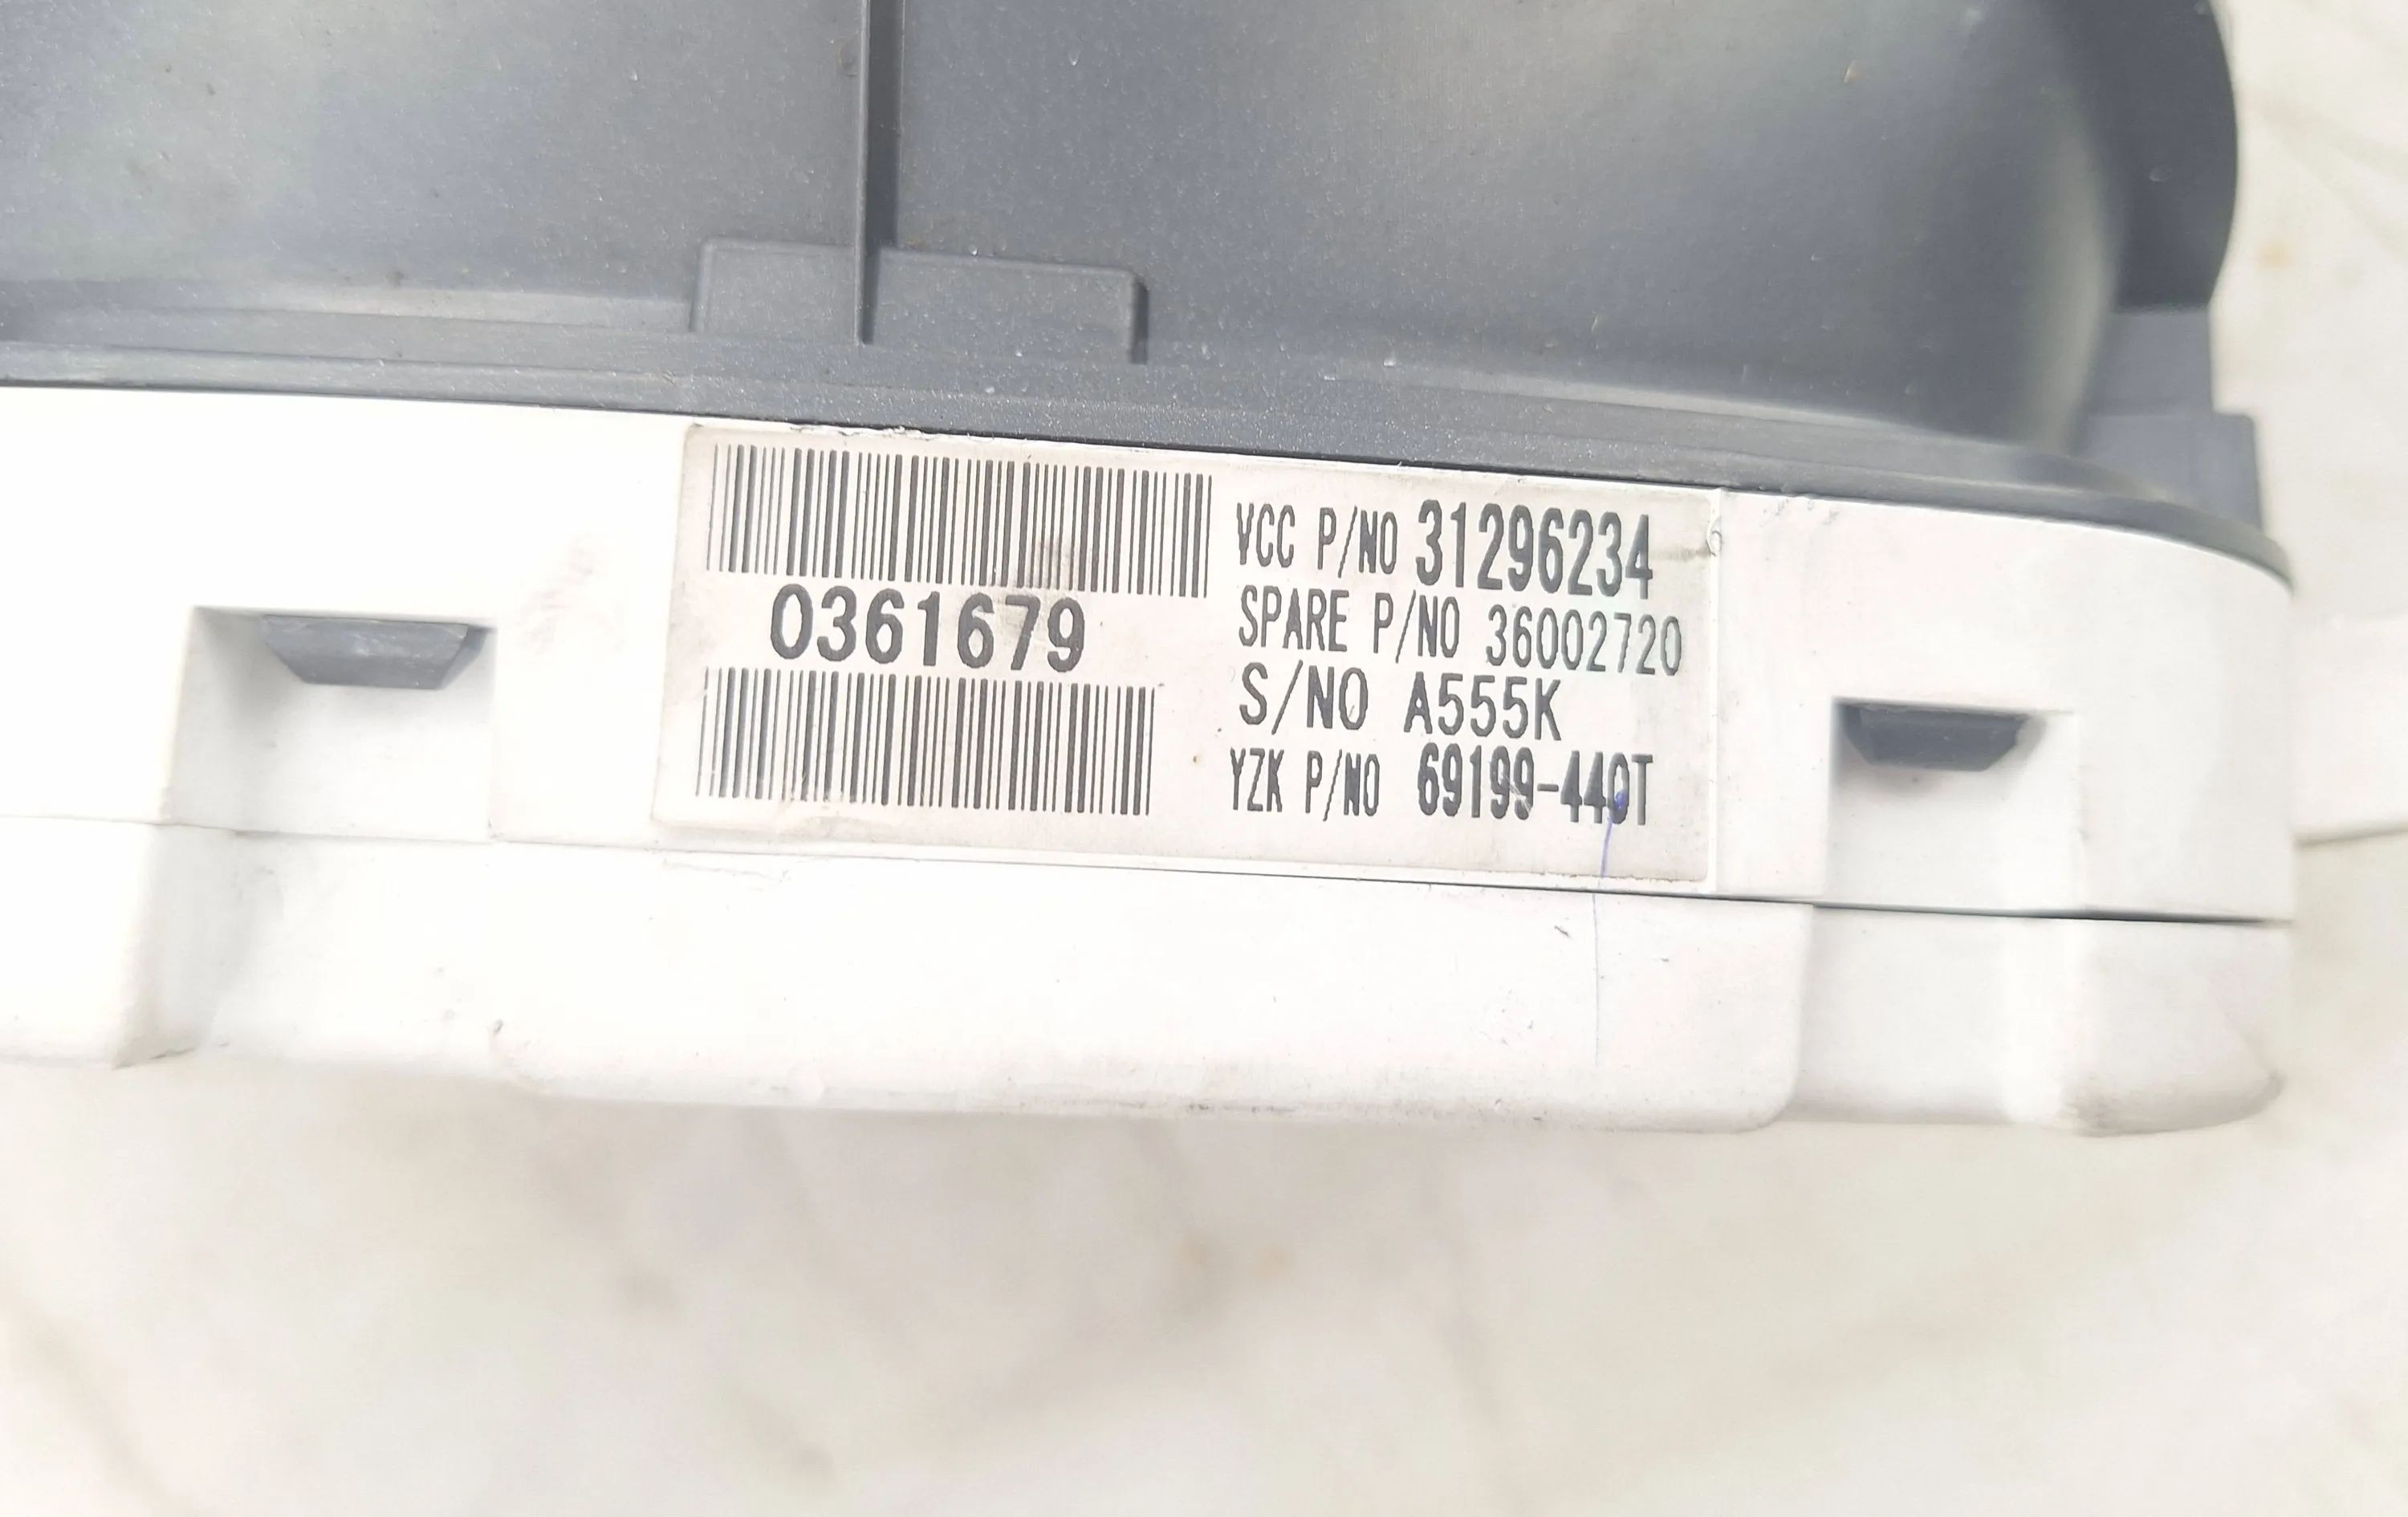 0361679
VCC P/NO 31296234
SPARE P/NO 36002720
S/NO A555K
YZK P/NO 69199-440T